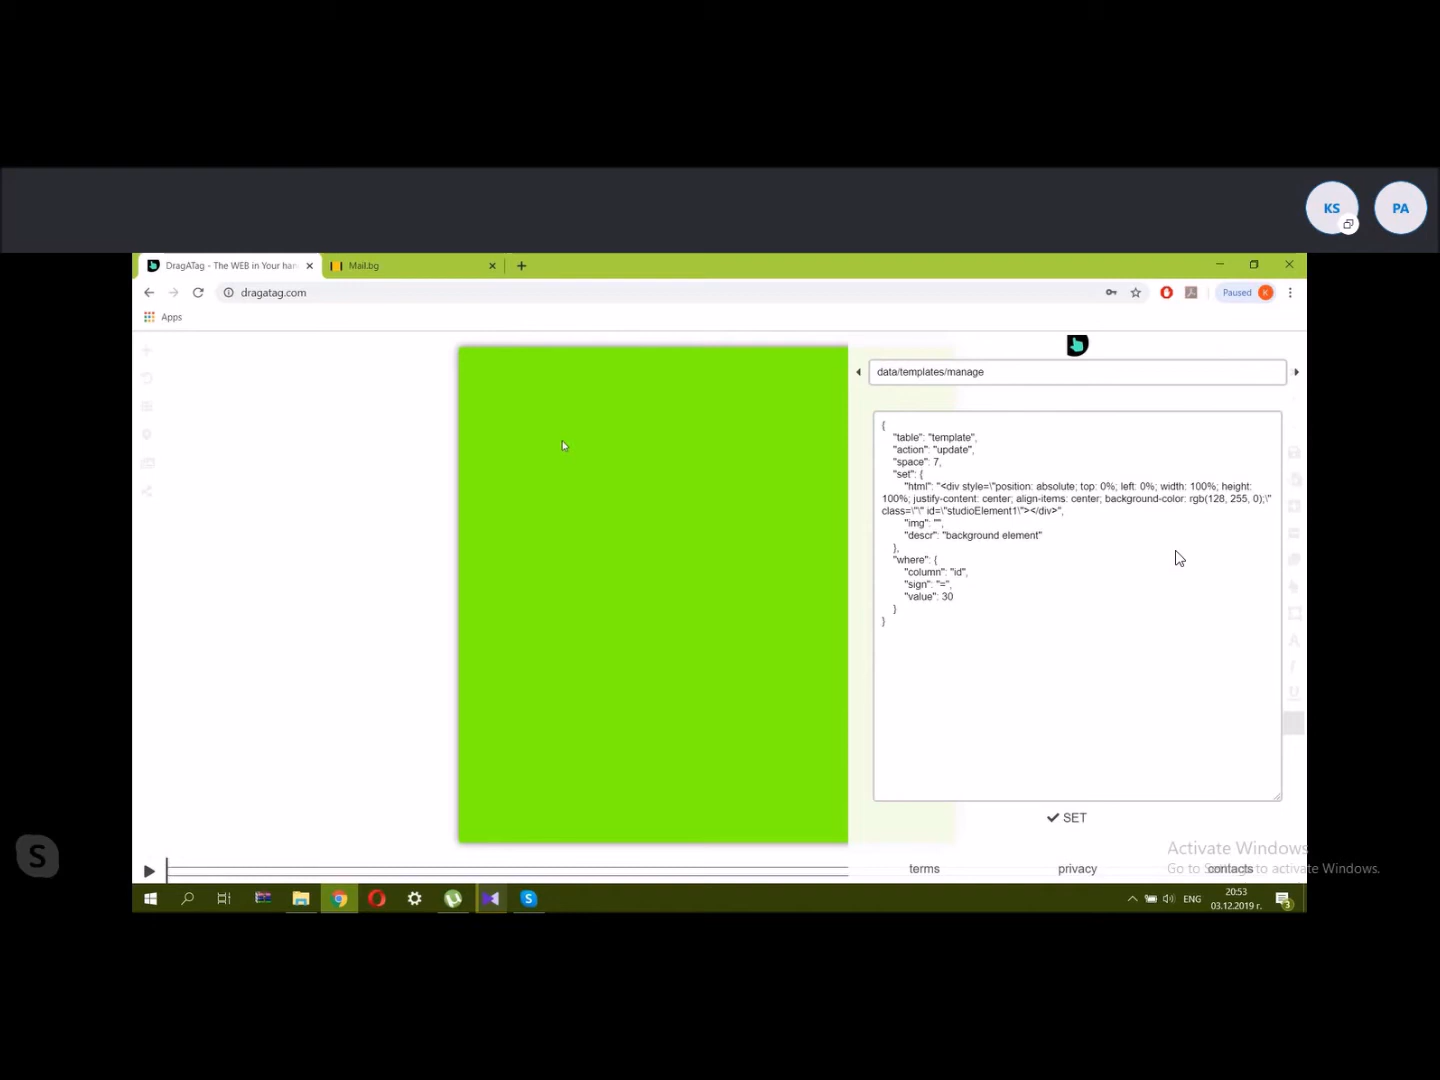 KS
PA
DragATag - The WEB in Your han
Mail.bg
dragatag.com
Paused
K
Apps
data/templates/manage
{
"table": "template",
"action": "update",
"space": 7,
"set": {
"html": "<div style=\"position: absolute; top: 0%; left: 0%; width: 100%; height:
100%; justify-content: center; align-items: center; background-color: rgb(128, 255, 0);\"
class=\"\" id=\"studioElement1\"></div>",
"img": "",
"descr": "background element"
},
"where": {
"column": "id",
"sign": "=",
"value": 30
}
}
A
I
U
SET
S
Activate Windows
Go to Settings to activate Windows.
terms
privacy
contacts
ENG
20:53
03.12.2019 г.
3